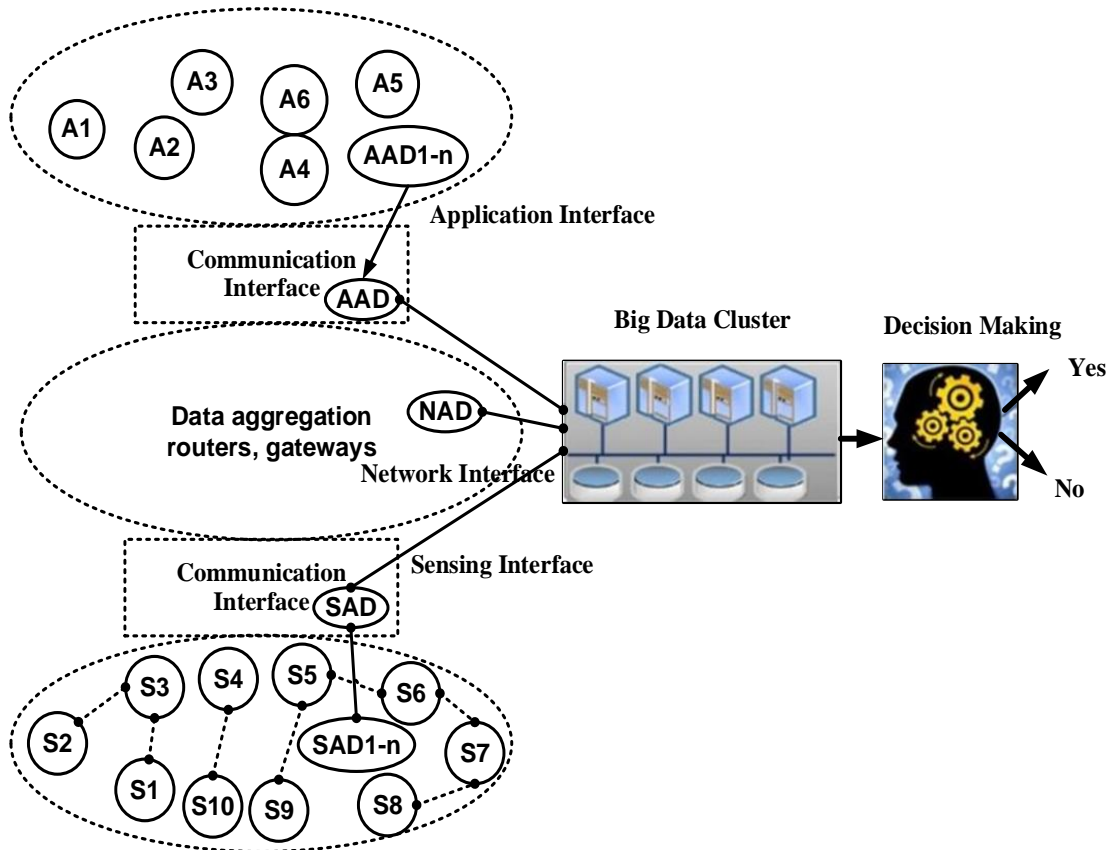 A3
A6
A5
A1
A2
A4
AAD1-n
Application Interface
Communication
Interface
AAD
Big Data Cluster
Decision Making
Yes
No
Data aggregation
routers, gateways
NAD
Network Interface
Sensing Interface
Communication
Interface
SAD
S3
S4
S5
S6
S2
SAD1-n
S7
S1
S10
S9
S8